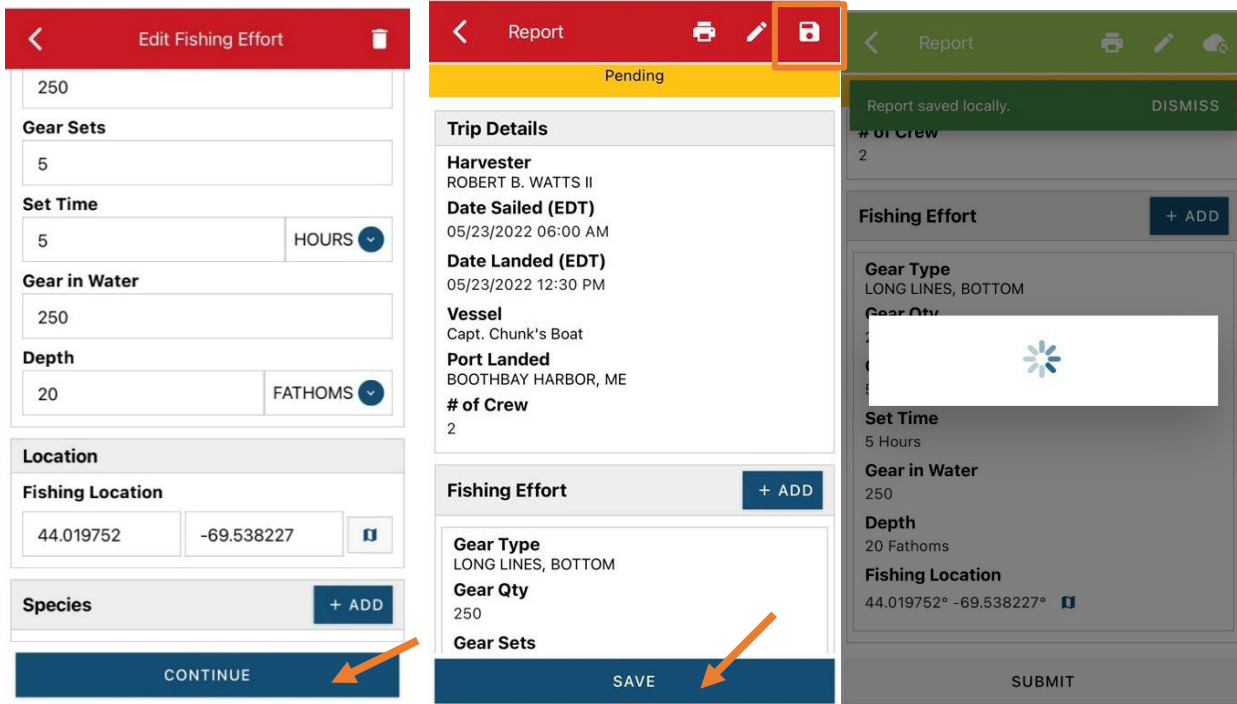 Edit Fishing Effort
250
Gear Sets
5
Set Time
5
HOURS
Gear in Water
250
Depth
20
FATHOMS
Location
Fishing Location
44.019752
-69.538227
Species
+ ADD
CONTINUE
Report
Pending
Trip Details
Harvester
ROBERT B. WATTS II
Date Sailed (EDT)
05/23/2022 06:00 AM
Date Landed (EDT)
05/23/2022 12:30 PM
Vessel
Capt. Chunk's Boat
Port Landed
BOOTHBAY HARBOR, ME
# of Crew
2
Fishing Effort
+ ADD
Gear Type
LONG LINES, BOTTOM
Gear Qty
250
Gear Sets
SAVE
Report
Report saved locally.
DISMISS
# of Crew
2
Fishing Effort
+ ADD
Gear Type
LONG LINES, BOTTOM
Gear Qty
Set Time
5 Hours
Gear in Water
250
Depth
20 Fathoms
Fishing Location
44.019752° -69.538227°
SUBMIT